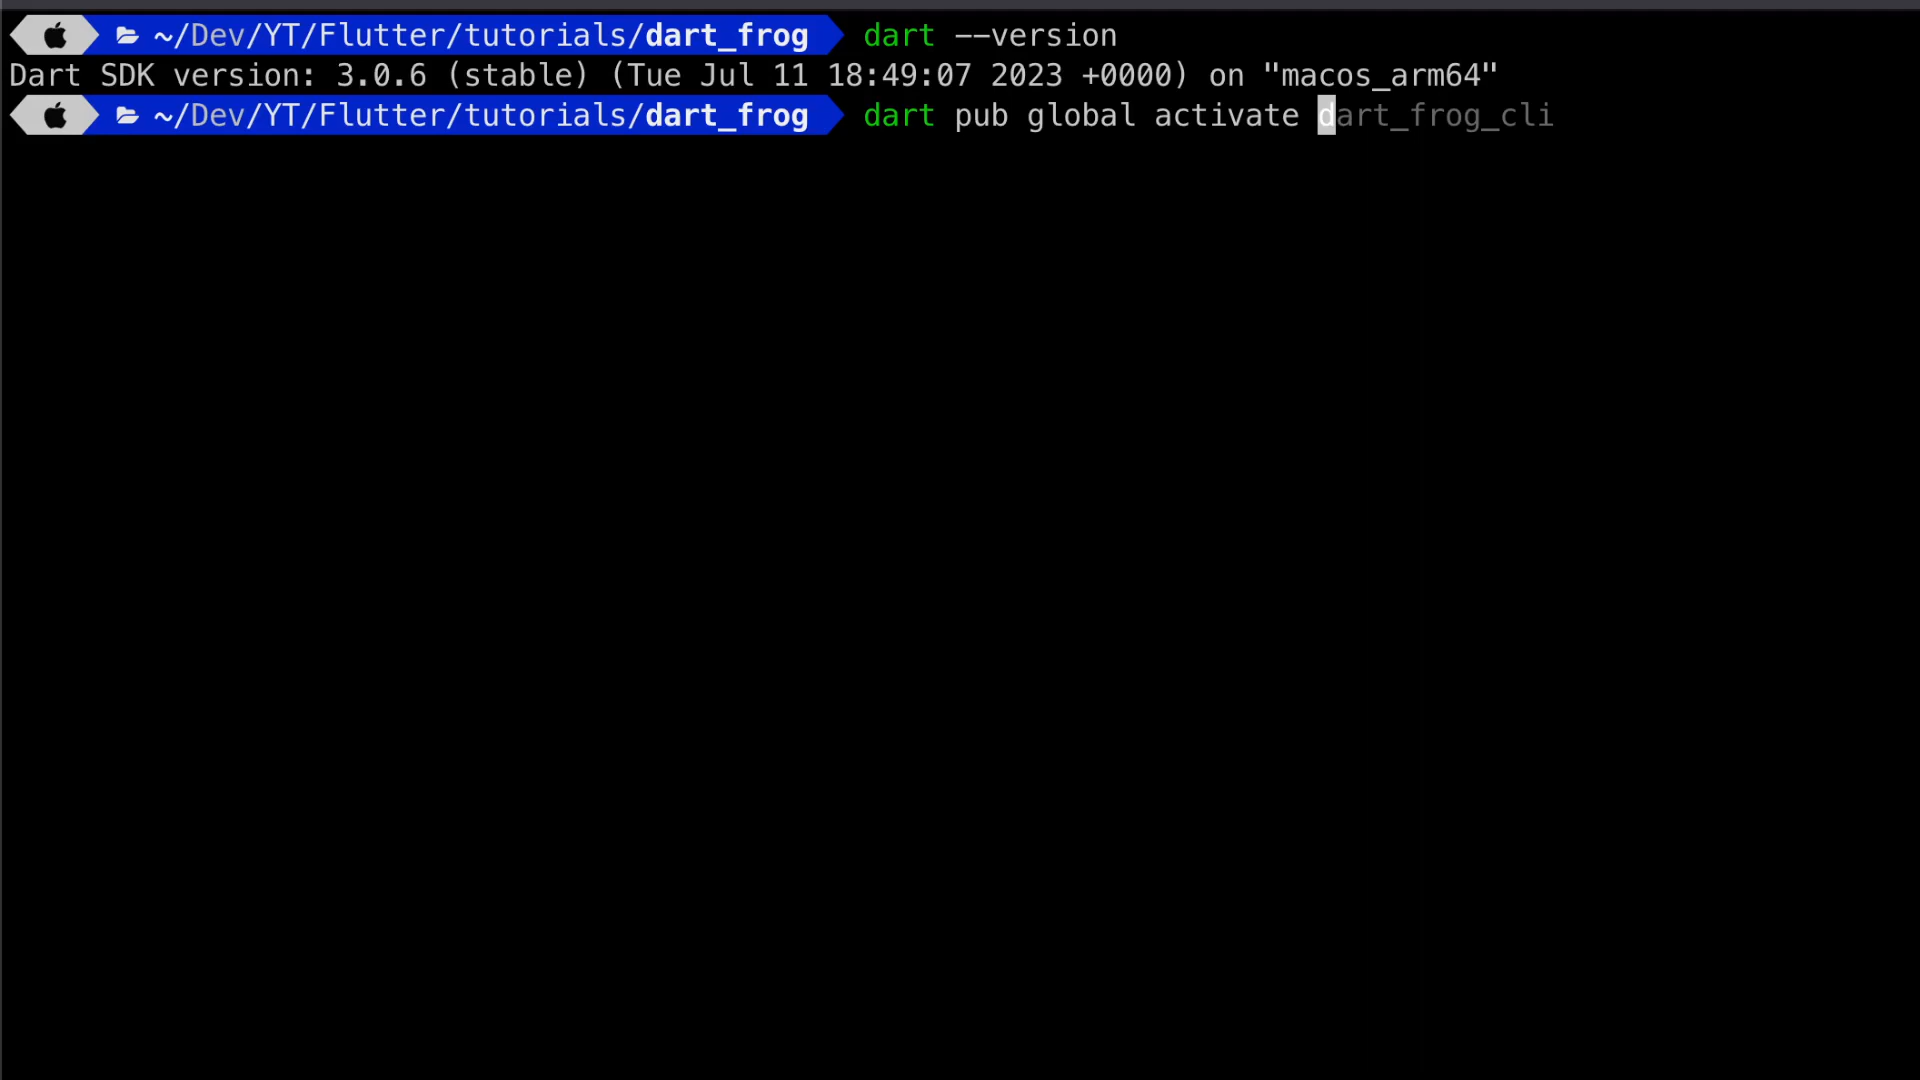 ~/Dev/YT/Flutter/tutorials/dart_frog dart --version
Dart SDK version: 3.0.6 (stable) (Tue Jul 11 18:49:07 2023 +0000) on "macos_arm64"
~/Dev/YT/Flutter/tutorials/dart_frog dart pub global activate dart_frog_cli